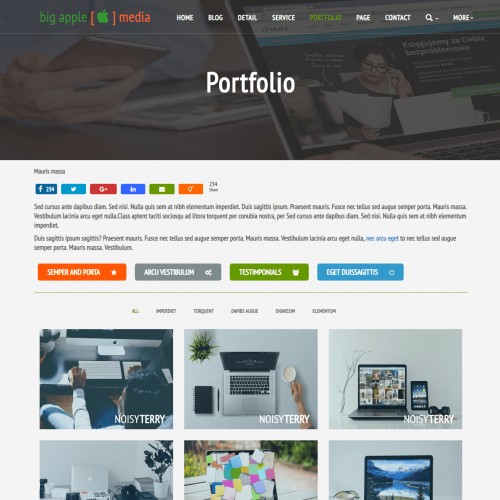 big apple [ ] media
HOME BLOG DETAIL SERVICE PORTFOLIO PAGE CONTACT MORE
Księgujemy za Ciebie
bezproblemowo
Portfolio
Mauris massa
234
234
Share
Sed cursus ante dapibus diam. Sed nisi. Nulla quis sem at nibh elementum imperdiet. Duis sagittis ipsum. Praesent mauris. Fusce nec tellus sed augue semper porta. Mauris massa.
Vestibulum lacinia arcu eget nulla.Class aptent taciti sociosqu ad litora torquent per conubia nostra, per Sed cursus ante dapibus diam. Sed nisi. Nulla quis sem at nibh elementum
imperdiet.
Duis sagittis ipsum sagittis? Praesent mauris. Fusce nec tellus sed augue semper porta. Mauris massa. Vestibulum lacinia arcu eget nulla, nec arcu eget to nec tellus sed augue
semper porta. Mauris massa. Vestibulum.
SEMPER AND PORTA ARCU VESTIBULUM TESTIMONIALS EGET DUISSAGITTIS
ALL IMPERDIET TORQUENT DAPIBS AUGUE DIGNISSIM ELEMENTUM
NOISYTERRY NOISYTERRY NOISYTERRY